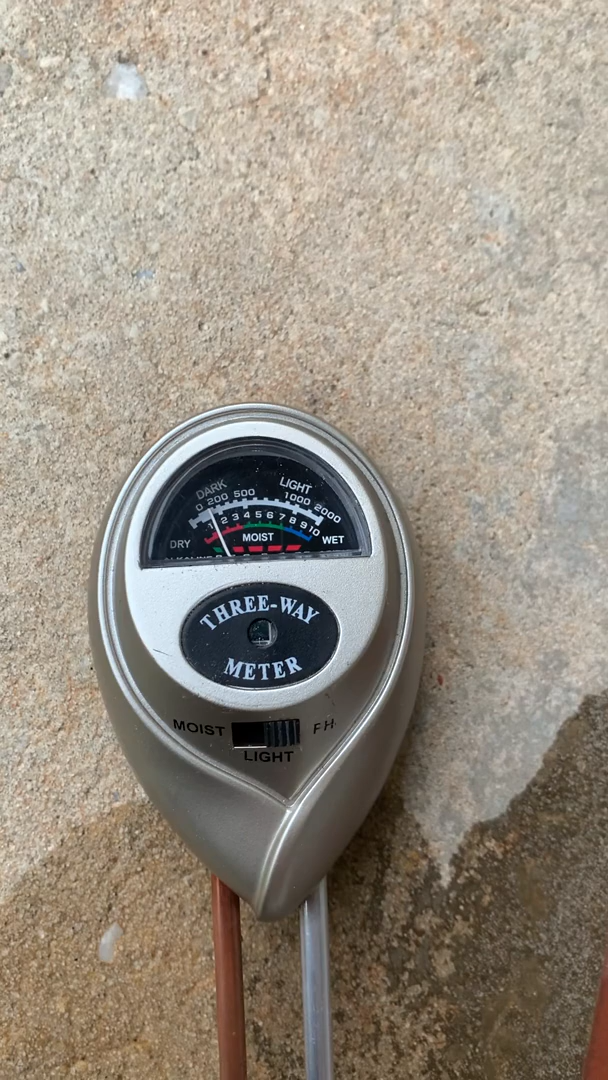 DARK LIGHT
0 200 500 1000 2000
1 2 3 4 5 6 7 8 9 10
DRY MOIST WET
THREE-WAY
METER
MOIST
LIGHT